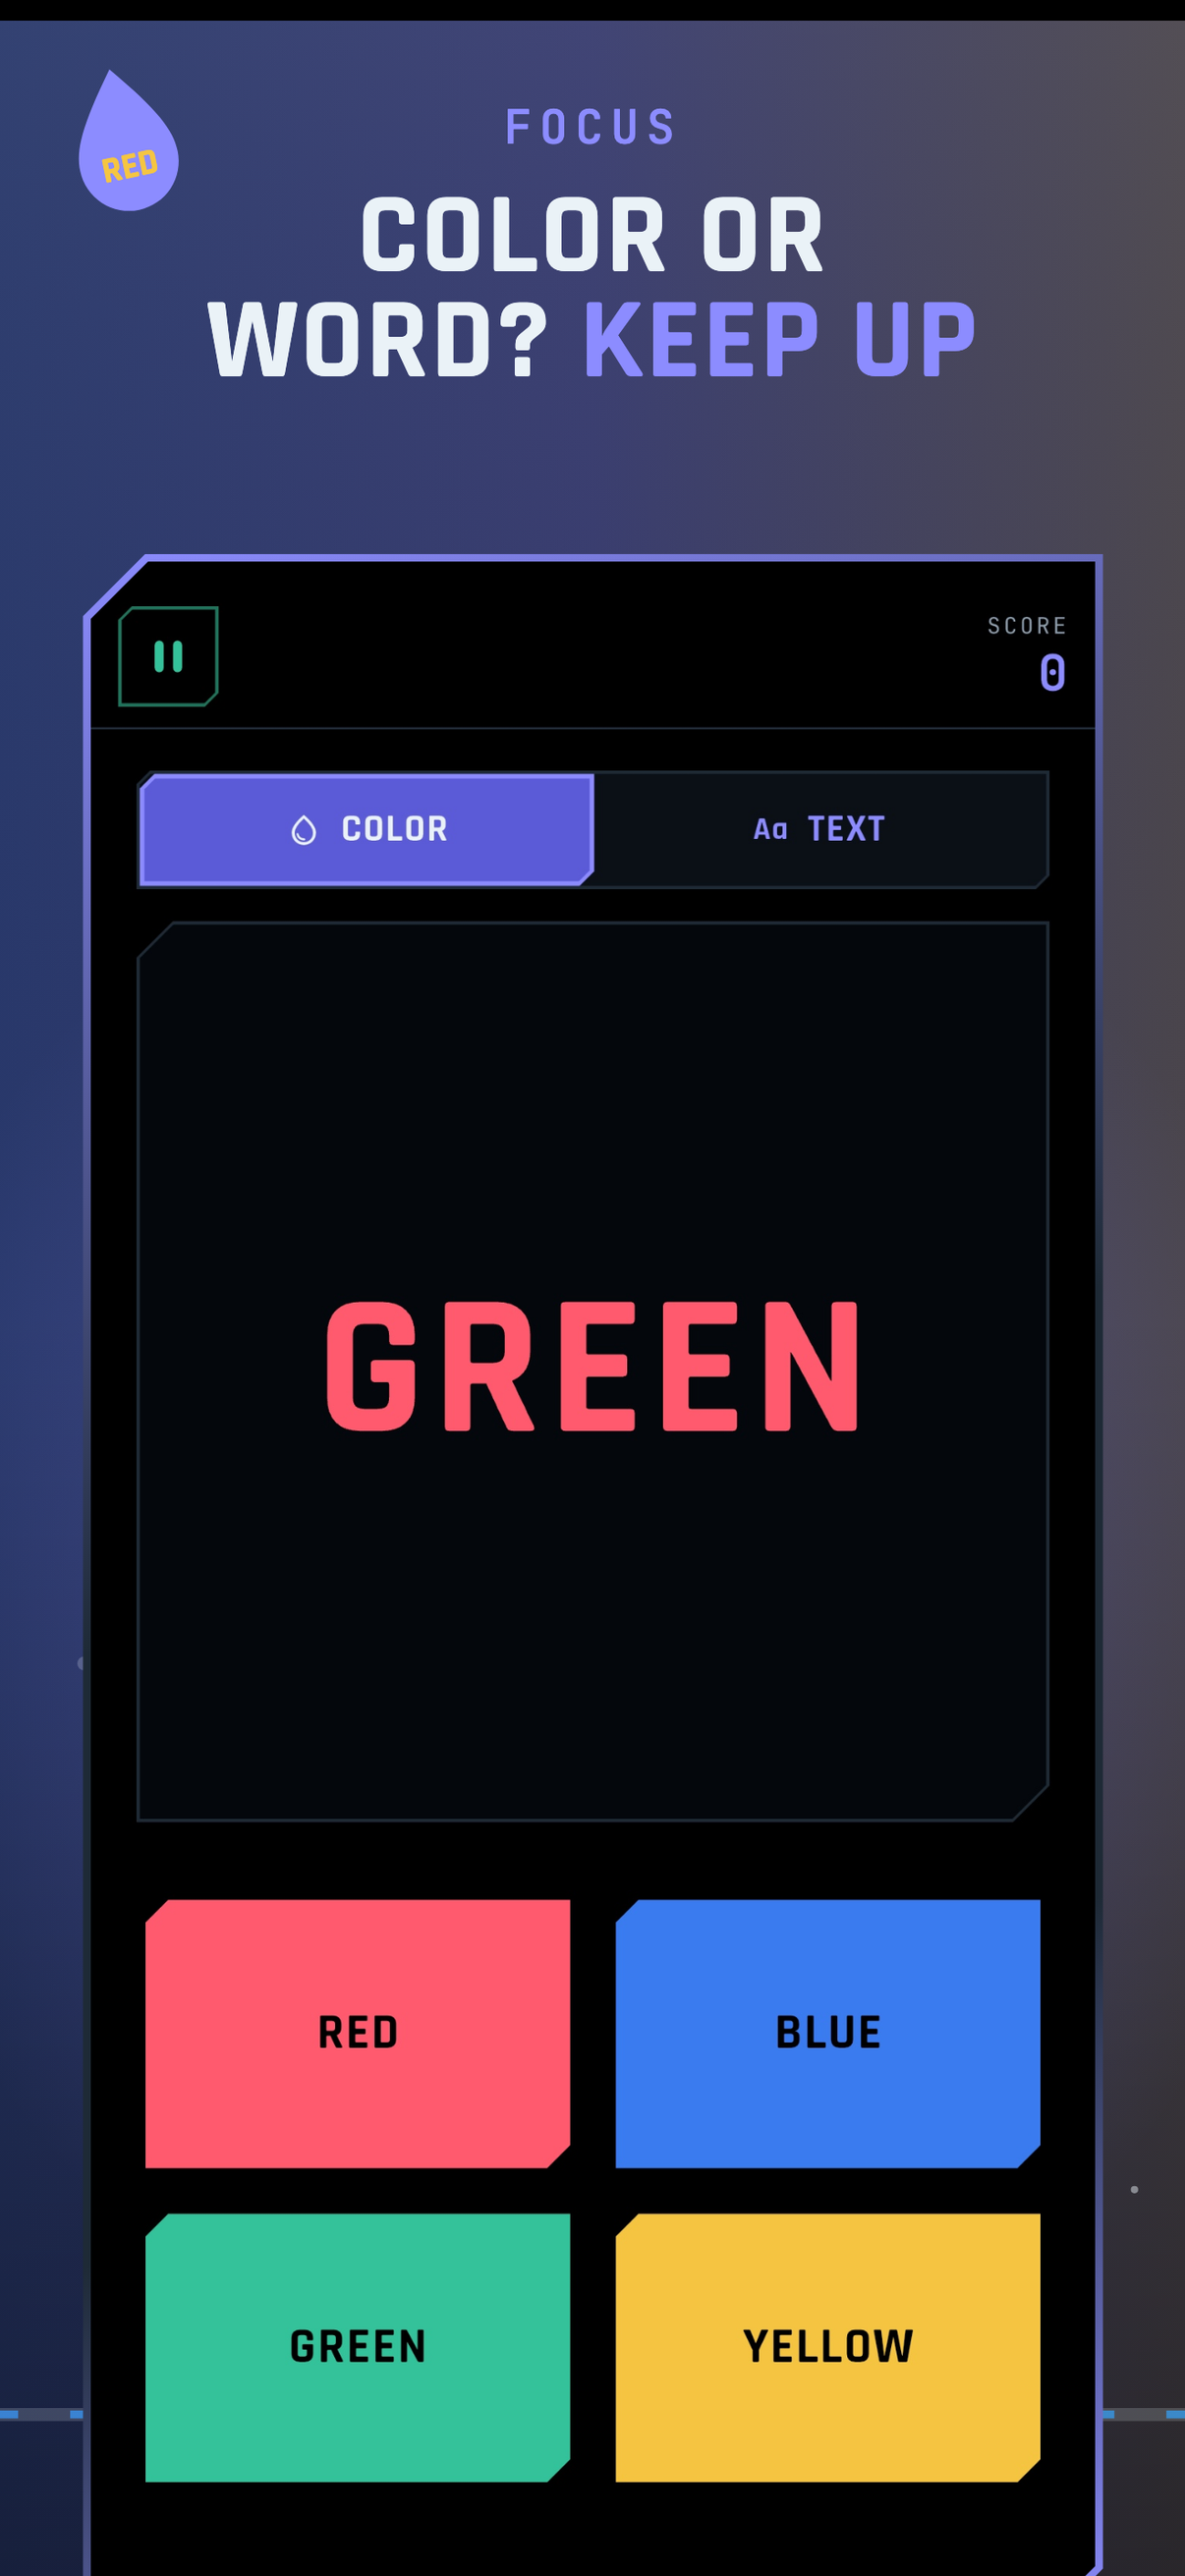 RED
FOCUS
COLOR OR
WORD? KEEP UP
SCORE
0
COLOR
Aa TEXT
GREEN
RED
BLUE
GREEN
YELLOW